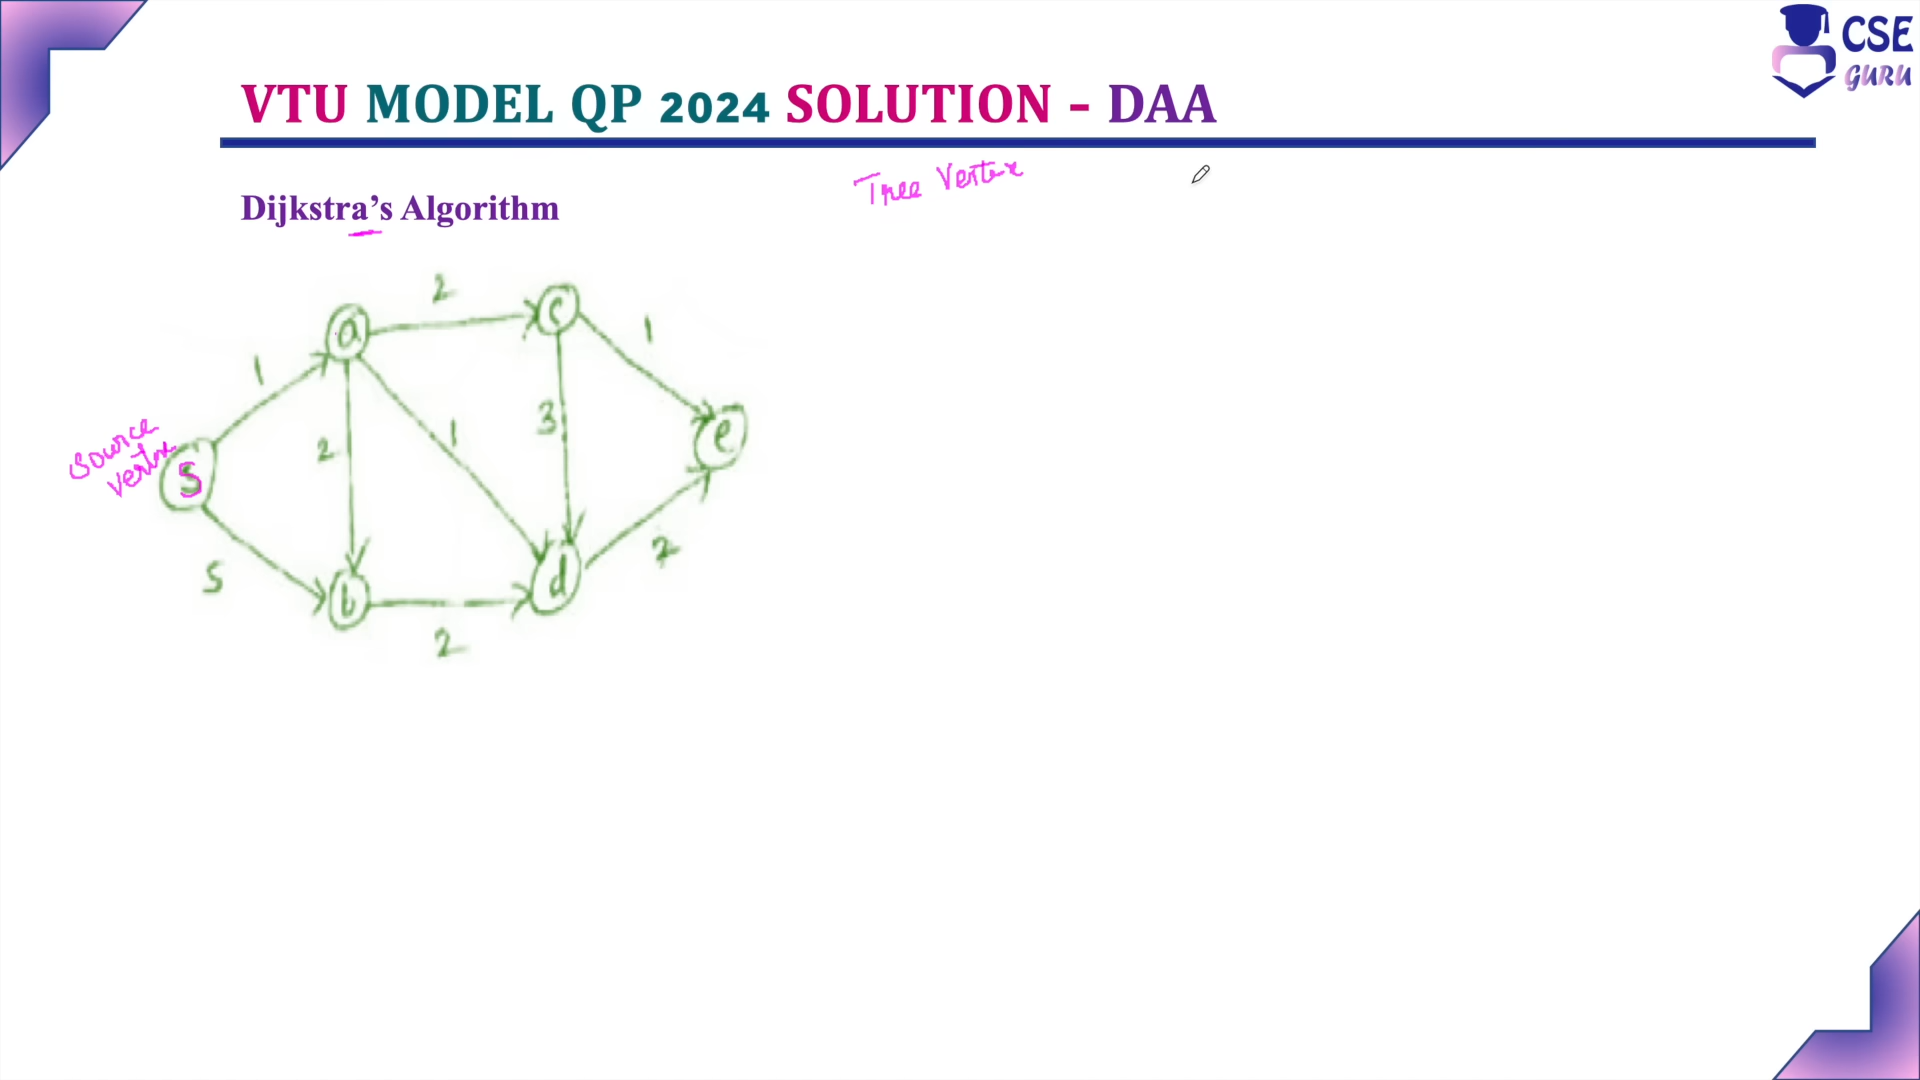 CSE
GURU
VTU MODEL QP 2024 SOLUTION - DAA
Tree Vertex
Dijkstra's Algorithm
2
a
c
1
1
3
1
2
e
Source
Vertex
S
5
b
d
2
2